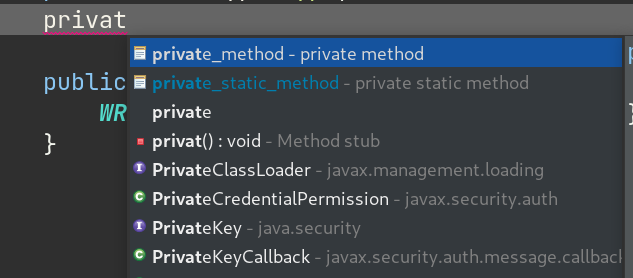 privat
private_method - private method
public
private_static_method - private static method
WR
private
}
privat() : void - Method stub
PrivateClassLoader - javax.management.loading
PrivateCredentialPermission - javax.security.auth
PrivateKey - java.security
PrivateKeyCallback - javax.security.auth.message.callback